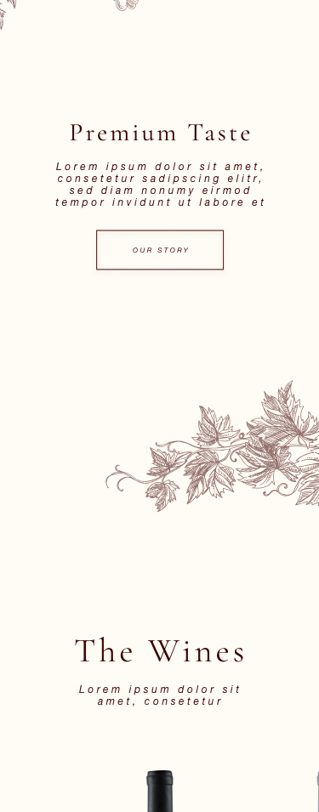 Premium Taste
Lorem ipsum dolor sit amet,
consetetur sadipscing elitr,
sed diam nonumy eirmod
tempor invidunt ut labore et
OUR STORY
The Wines
Lorem ipsum dolor sit
amet, consetetur